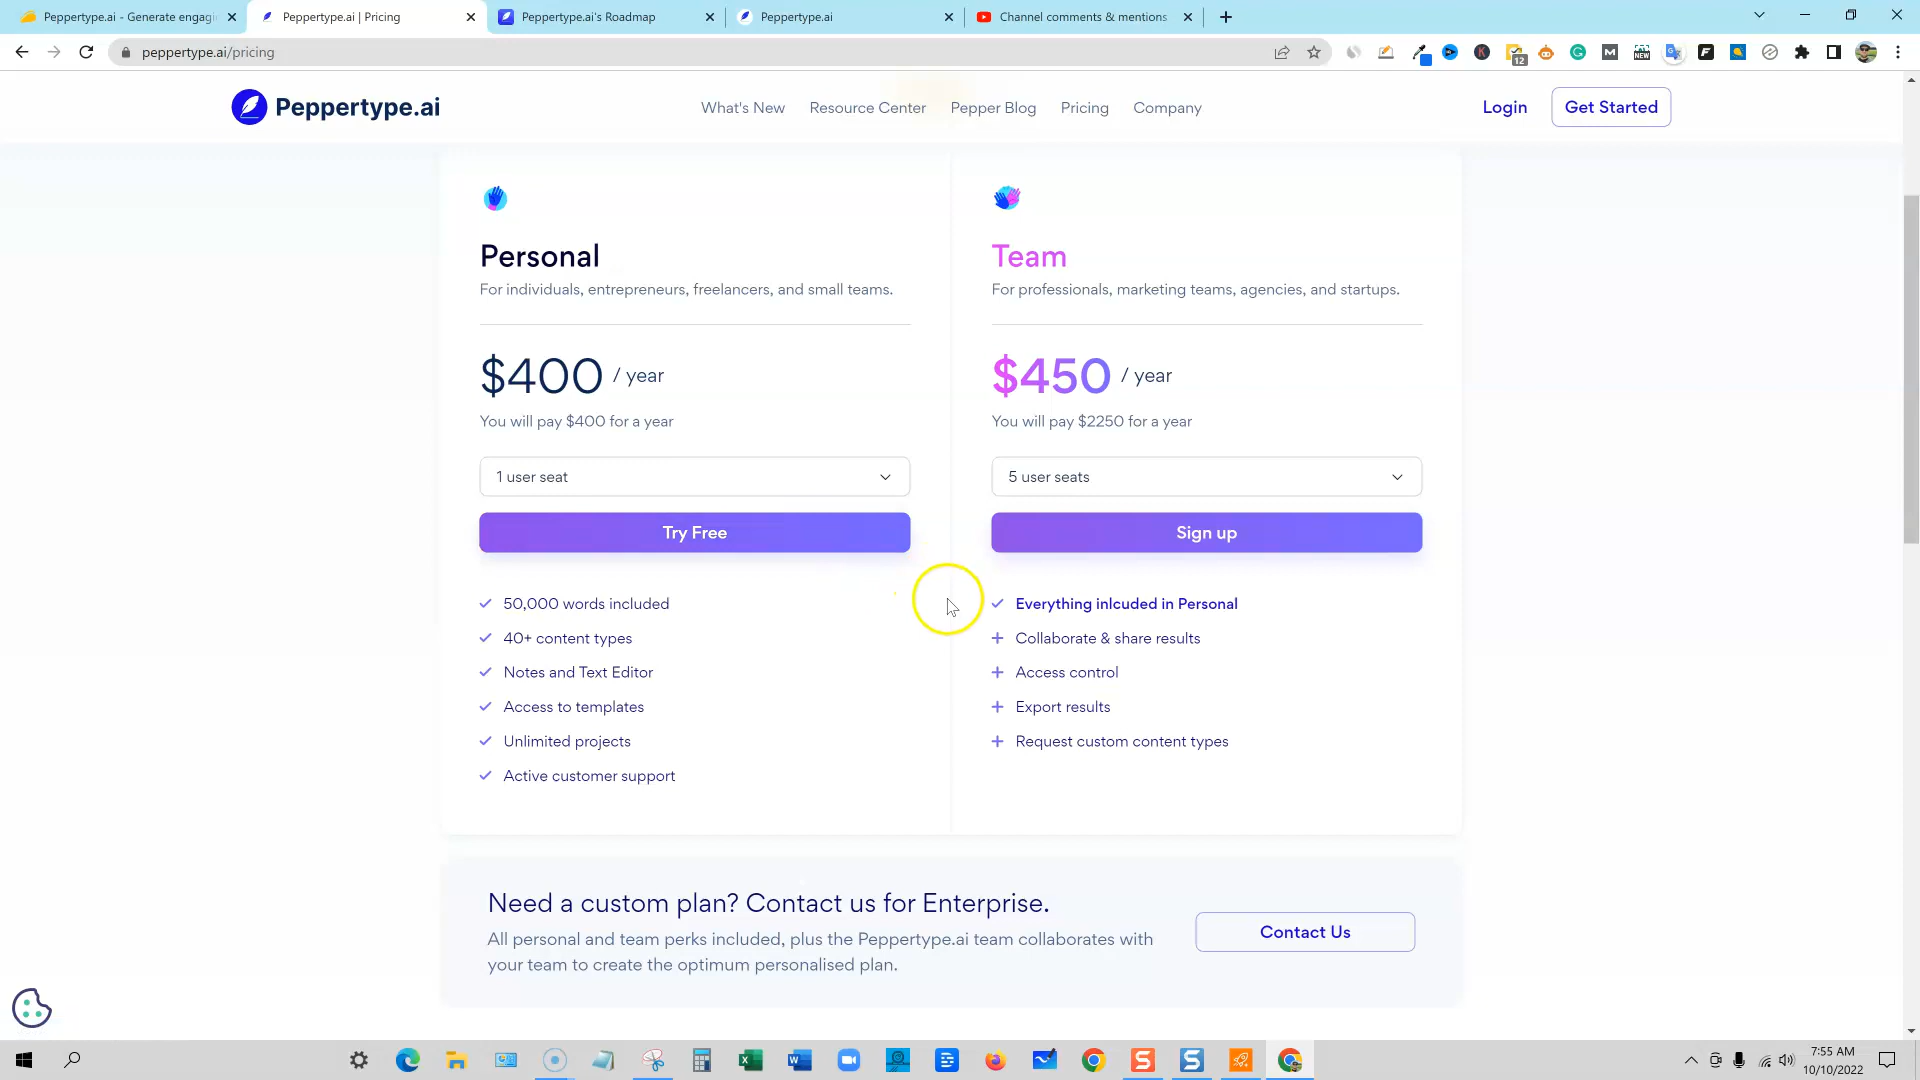 Peppertype.ai - Generate engagi
Peppertype.ai | Pricing
Peppertype.ai's Roadmap
Peppertype.ai
Channel comments & mentions
peppertype.ai/pricing
12
NEW
Peppertype.ai
What's New
Resource Center
Pepper Blog
Pricing
Company
Login
Get Started
Personal
For individuals, entrepreneurs, freelancers, and small teams.
$400 / year
You will pay $400 for a year
1 user seat
Try Free
50,000 words included
40+ content types
Notes and Text Editor
Access to templates
Unlimited projects
Active customer support
Team
For professionals, marketing teams, agencies, and startups.
$450 / year
You will pay $2250 for a year
5 user seats
Sign up
Everything inlcuded in Personal
Collaborate & share results
Access control
Export results
Request custom content types
Need a custom plan? Contact us for Enterprise.
All personal and team perks included, plus the Peppertype.ai team collaborates with
your team to create the optimum personalised plan.
Contact Us
7:55 AM
10/10/2022